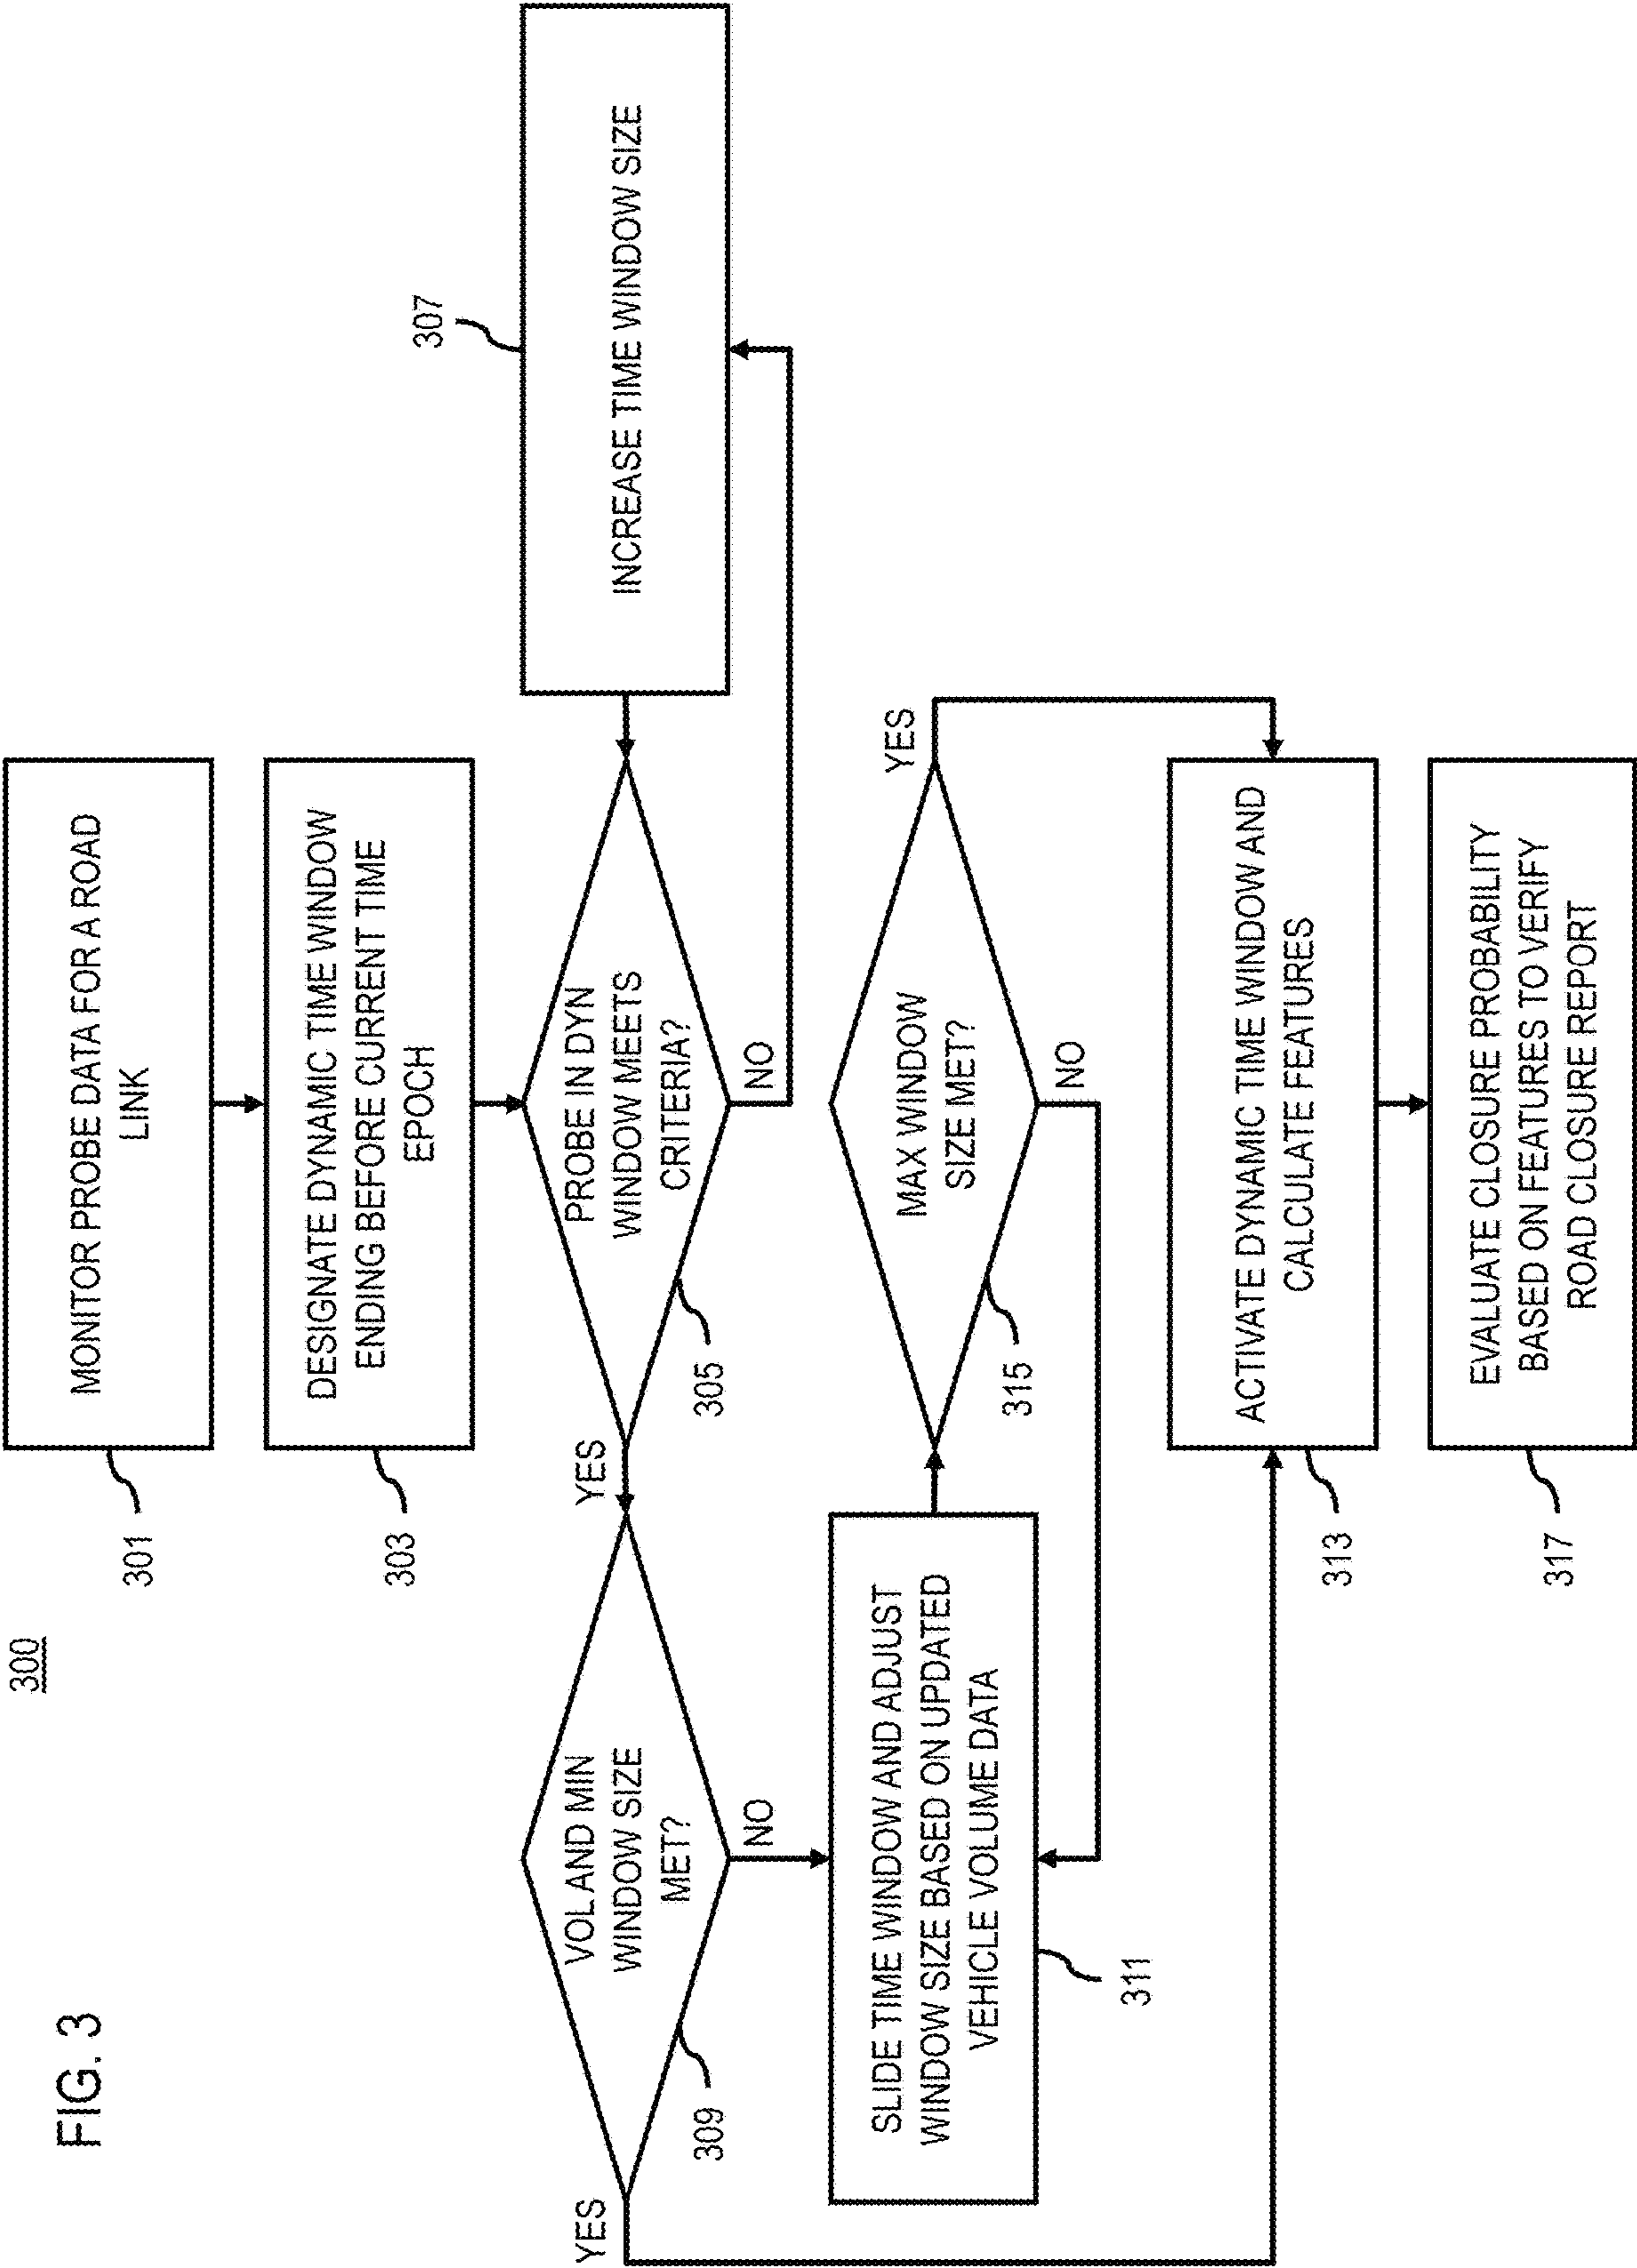 FIG. 3
300
MONITOR PROBE DATA FOR A ROAD
LINK
301
DESIGNATE DYNAMIC TIME WINDOW
ENDING BEFORE CURRENT TIME
EPOCH
303
PROBE IN DYN
WINDOW MEETS
CRITERIA?
305
YES
NO
INCREASE TIME WINDOW SIZE
307
VOL AND MIN
WINDOW SIZE
MET?
309
YES
NO
SLIDE TIME WINDOW AND ADJUST
WINDOW SIZE BASED ON UPDATED
VEHICLE VOLUME DATA
311
MAX WINDOW
SIZE MET?
315
YES
NO
ACTIVATE DYNAMIC TIME WINDOW AND
CALCULATE FEATURES
313
EVALUATE CLOSURE PROBABILITY
BASED ON FEATURES TO VERIFY
ROAD CLOSURE REPORT
317